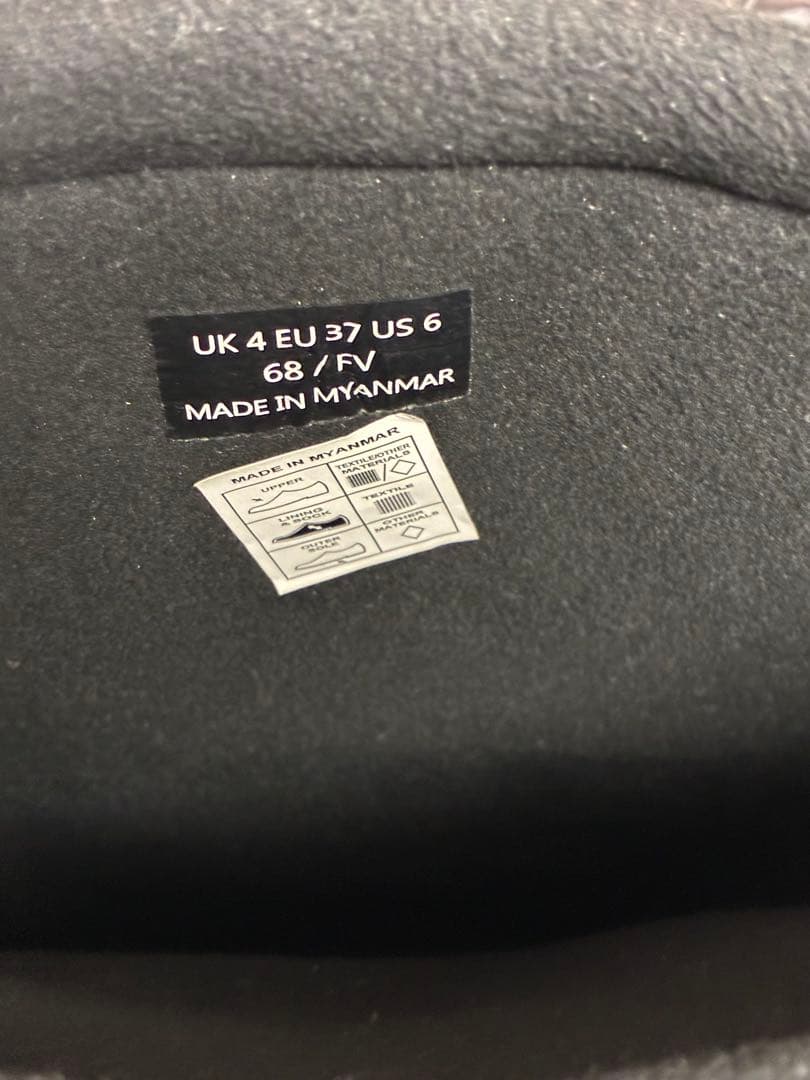 UK 4 EU 37 US 6
68 / FV
MADE IN MYANMAR
MADE IN MYANMAR
UPPER
TEXTILE/OTHER
MATERIALS
/
LINING
& SOCK
TEXTILE
OUTER
SOLE
OTHER
MATERIALS